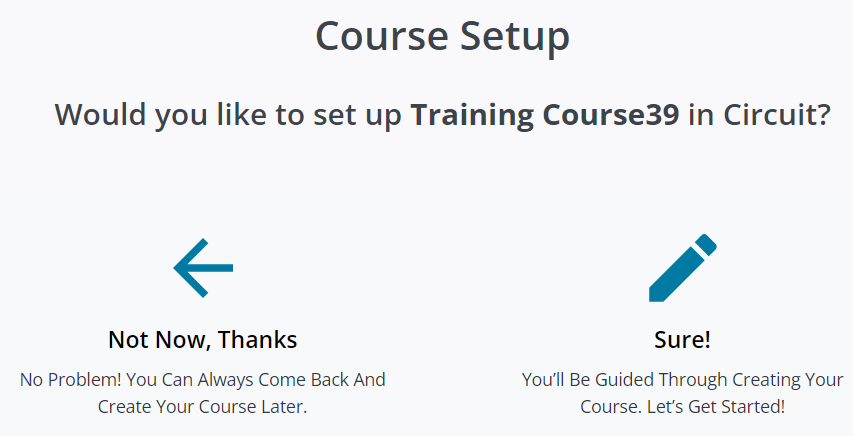 Course Setup
Would you like to set up Training Course39 in Circuit?
Not Now, Thanks
No Problem! You Can Always Come Back And
Create Your Course Later.
Sure!
You’ll Be Guided Through Creating Your
Course. Let’s Get Started!